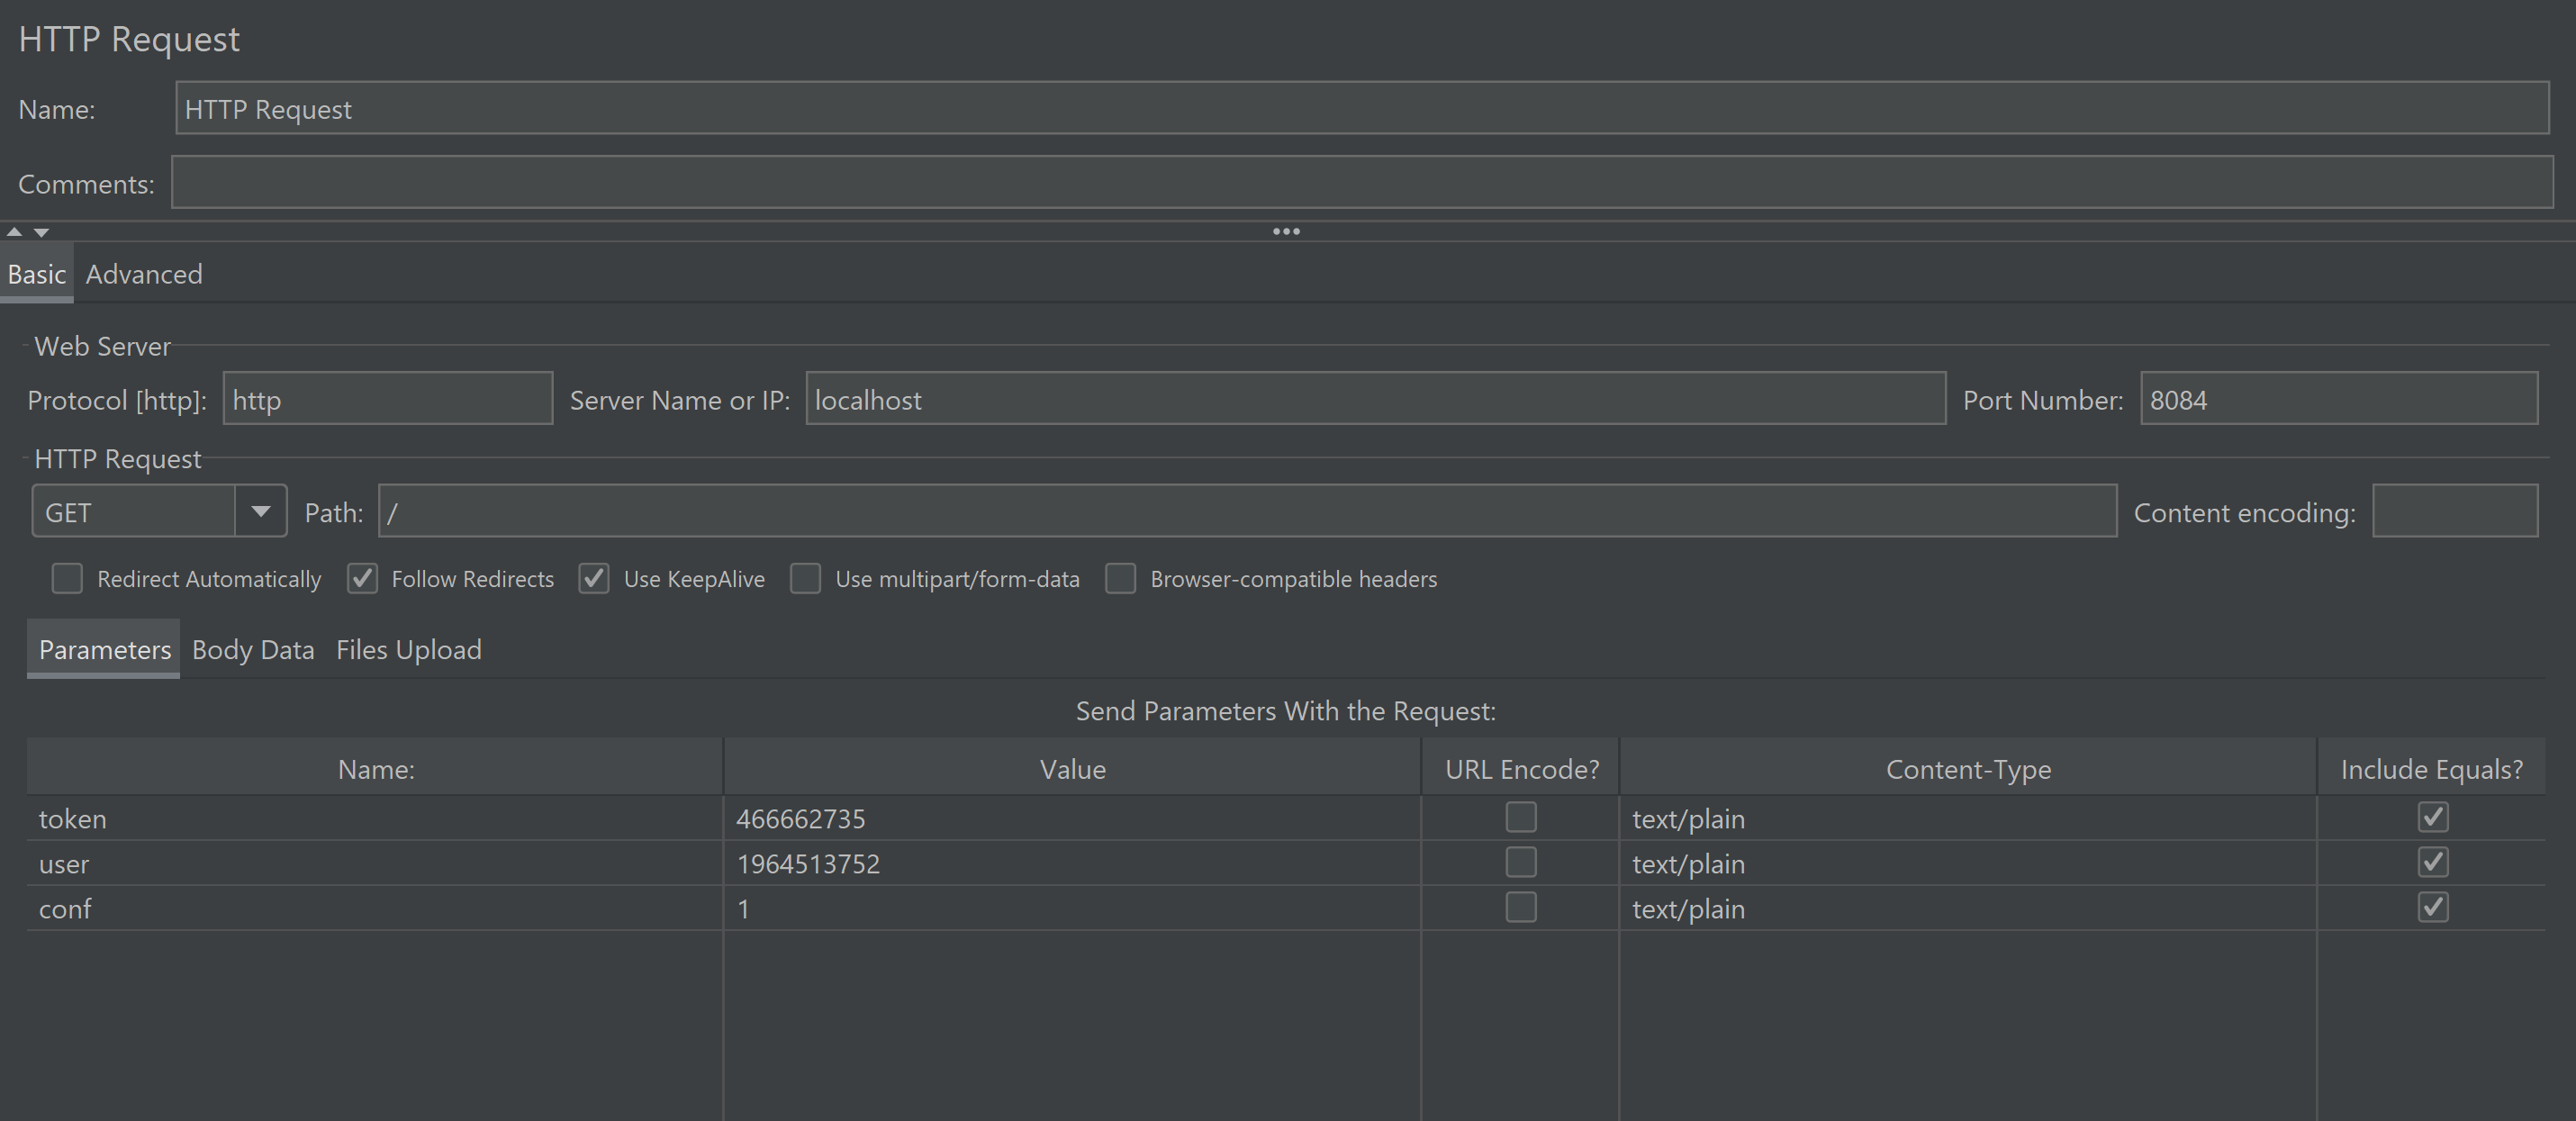 HTTP Request
Name: HTTP Request
Comments:
Basic Advanced
Web Server
Protocol [http]: http Server Name or IP: localhost Port Number: 8084
HTTP Request
GET Path: / Content encoding:
Redirect Automatically Follow Redirects Use KeepAlive Use multipart/form-data Browser-compatible headers
Parameters Body Data Files Upload
Send Parameters With the Request:
Name: Value URL Encode? Content-Type Include Equals?
token 466662735 text/plain
user 1964513752 text/plain
conf 1 text/plain